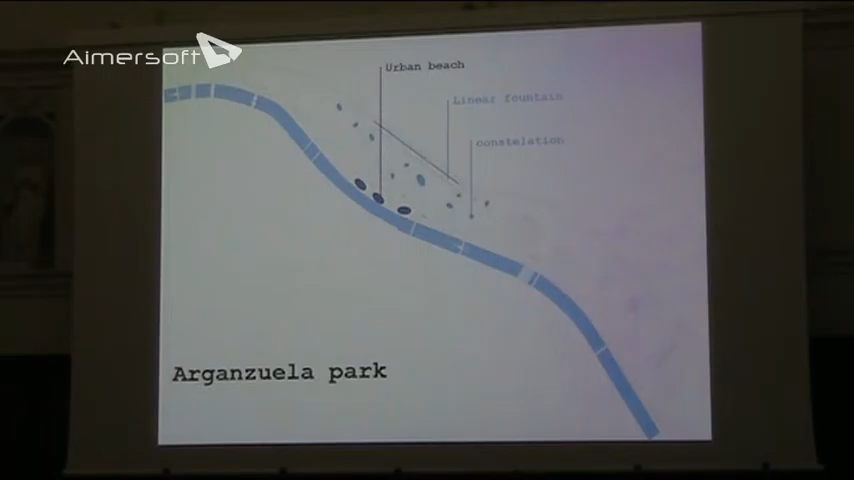 Aimersoft
Urban beach
Linear fountain
constelation
Arganzuela park